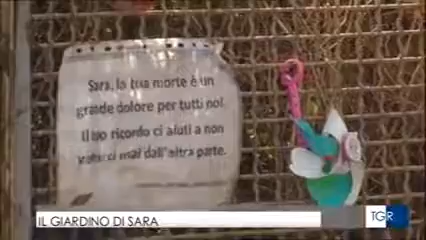 Sara, la tua morte è un
grande dolore per tutti noi.
Il tuo ricordo ci aiuti a non
mai dall'altra parte.
IL GIARDINO DI SARA
TGR